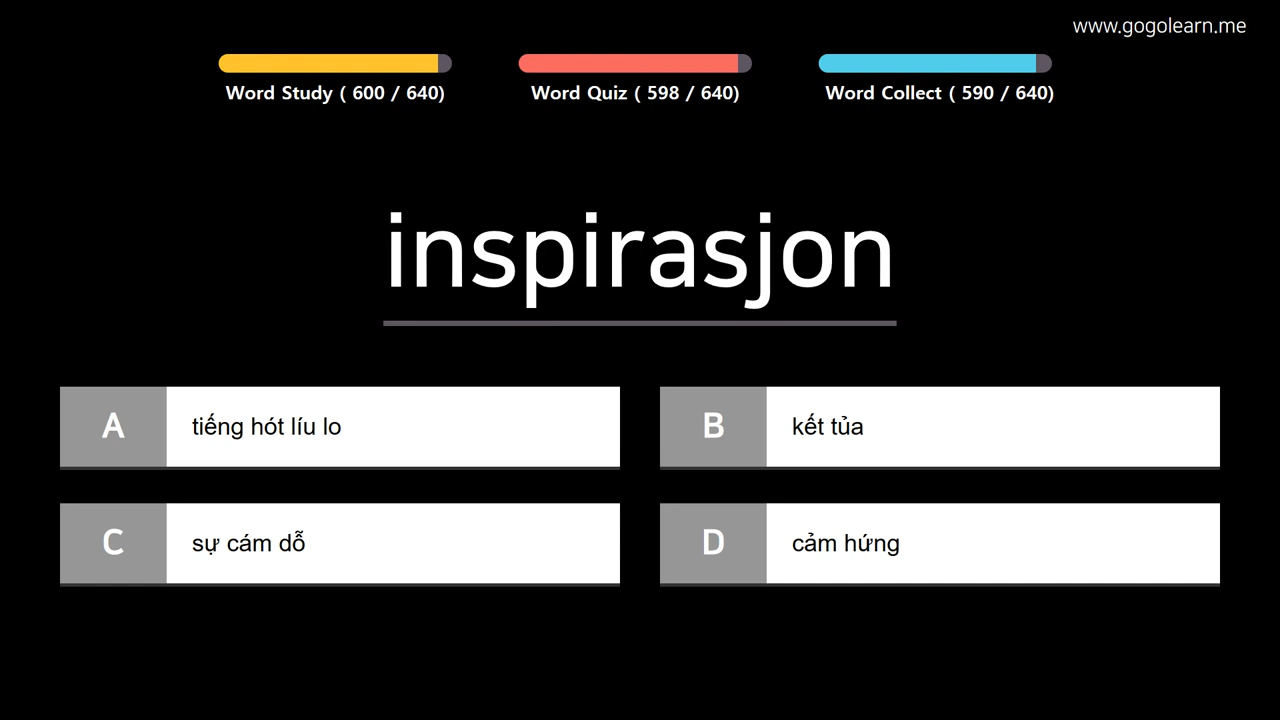 www.gogolearn.me
Word Study ( 600 / 640)
Word Quiz ( 598 / 640)
Word Collect ( 590 / 640)
inspirasjon
A
tiếng hót líu lo
B
kết tủa
C
sự cám dỗ
D
cảm hứng